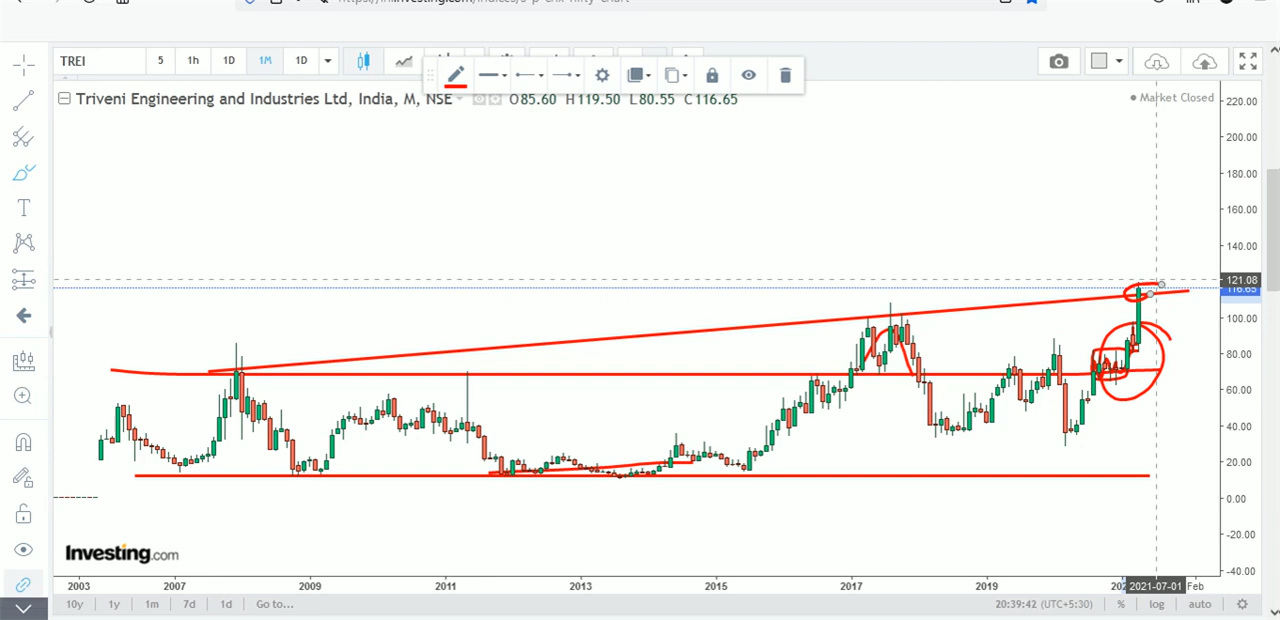 TREI 5 1h 1D 1M 1D
Triveni Engineering and Industries Ltd, India, M, NSE O85.60 H119.50 L80.55 C116.65
Market Closed
220.00
200.00
180.00
160.00
140.00
121.08
116.65
100.00
80.00
60.00
40.00
20.00
0.00
-20.00
-40.00
Investing.com
2003 2007 2009 2011 2013 2015 2017 2019 2021-07-01 Feb
10y 1y 1m 7d 1d Go to... 20:39:42 (UTC+5:30) % log auto